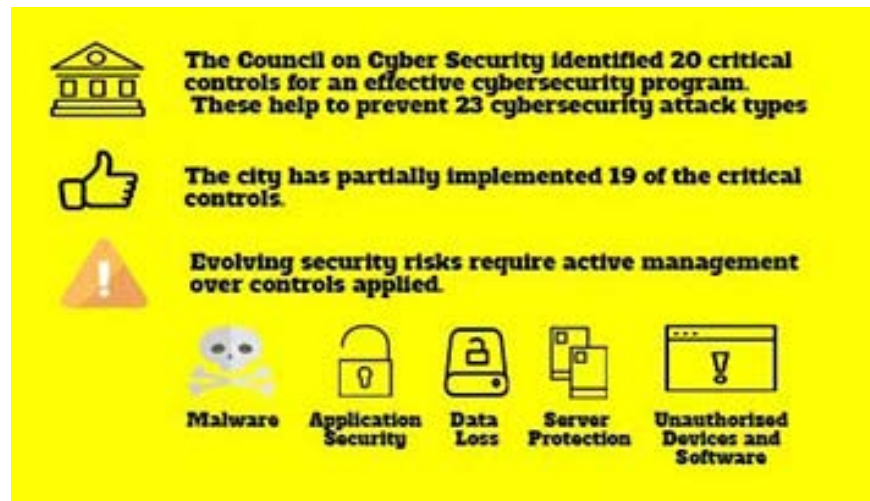 The Council on Cyber Security identified 20 critical
controls for an effective cybersecurity program.
These help to prevent 23 cybersecurity attack types
The city has partially implemented 19 of the critical
controls.
Evolving security risks require active management
over controls applied.
Malware
Application
Security
Data
Loss
Server
Protection
Unauthorized
Devices and
Software